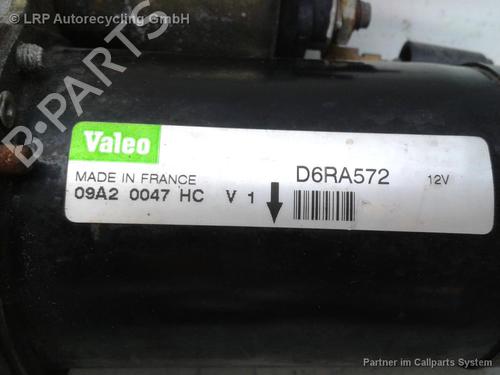 © LRP Autorecycling GmbH
B-PARTS
Valeo
MADE IN FRANCE
D6RA572 12V
09A2 0047 HC V 1
Partner im Callparts System